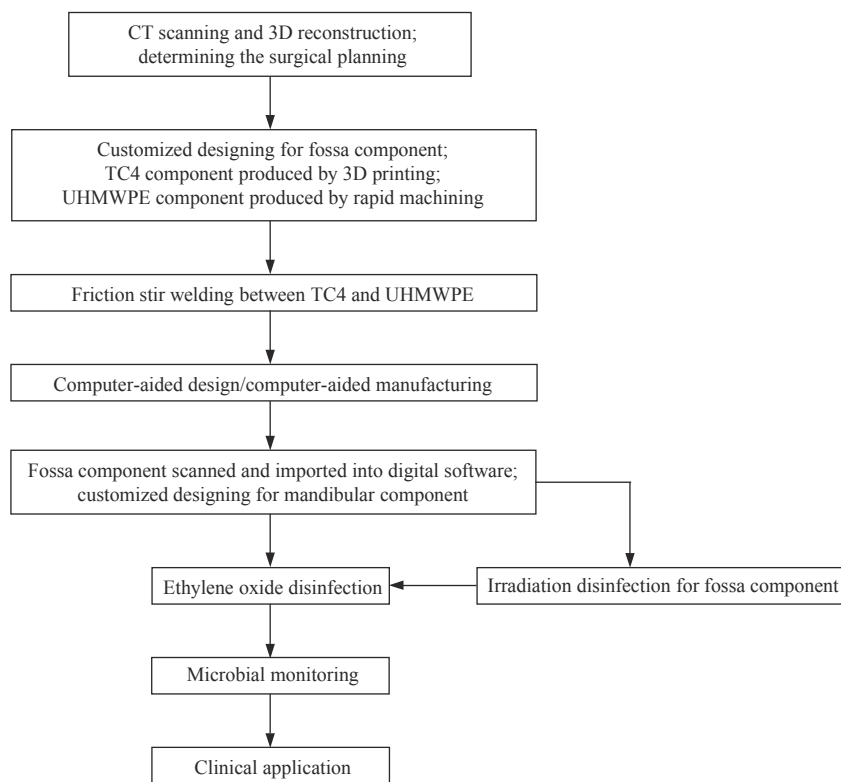 CT scanning and 3D reconstruction;
determining the surgical planning
Customized designing for fossa component;
TC4 component produced by 3D printing;
UHMWPE component produced by rapid machining
Friction stir welding between TC4 and UHMWPE
Computer-aided design/computer-aided manufacturing
Fossa component scanned and imported into digital software;
customized designing for mandibular component
Ethylene oxide disinfection
Irradiation disinfection for fossa component
Microbial monitoring
Clinical application